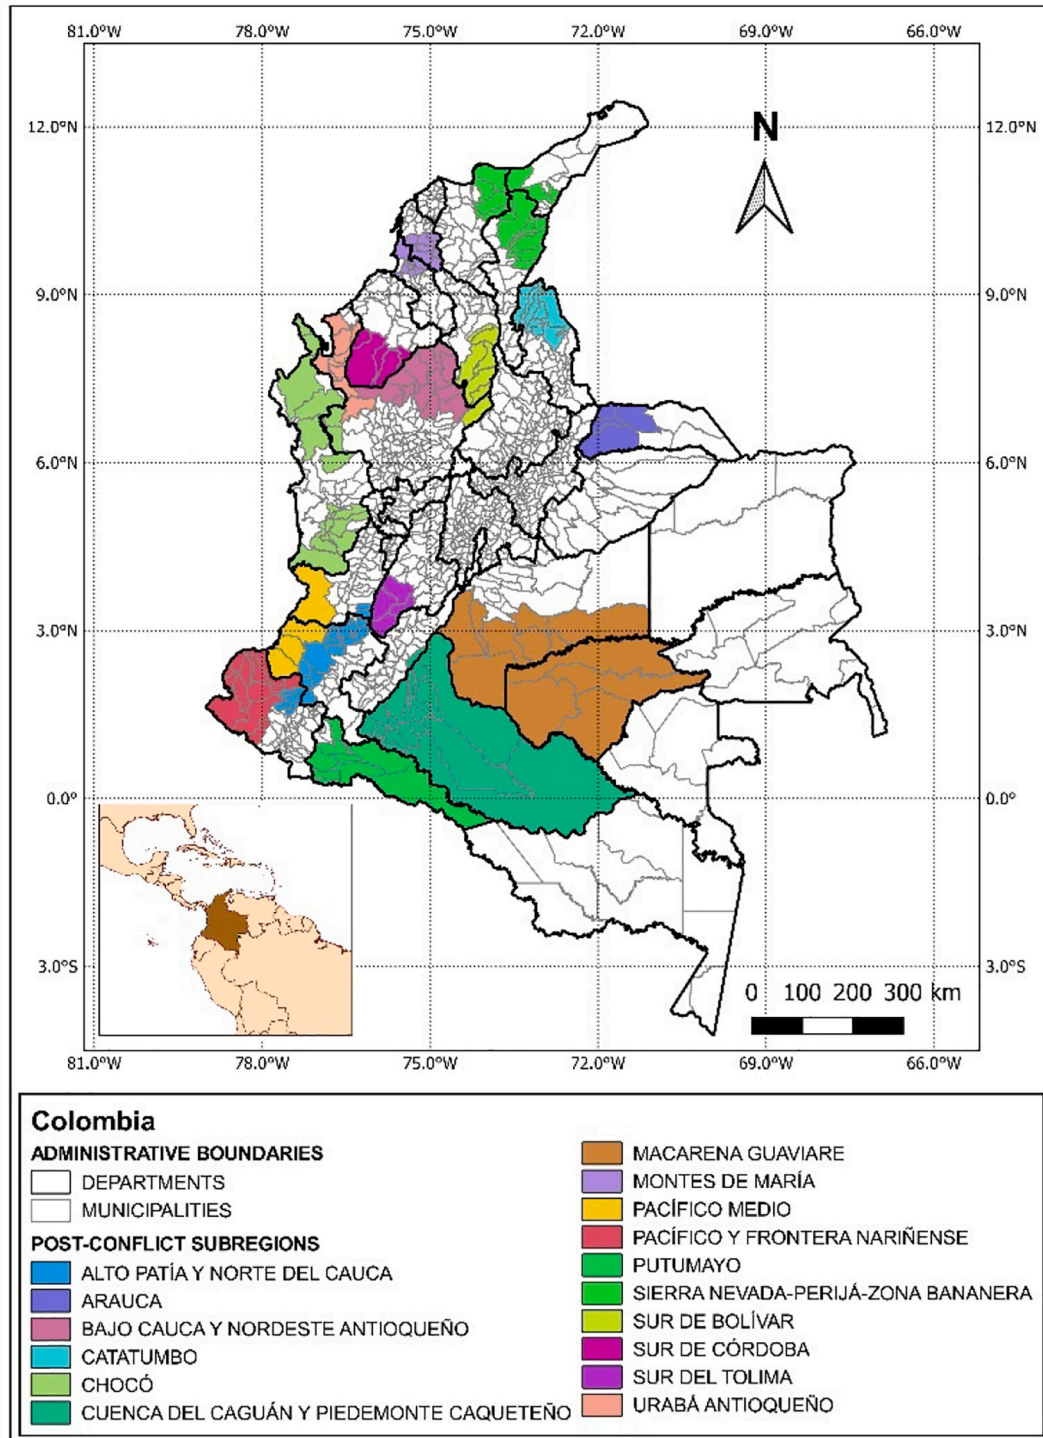 81.0°W 78.0°W 75.0°W 72.0°W 69.0°W 66.0°W
12.0°N 12.0°N
N
9.0°N 9.0°N
6.0°N 6.0°N
3.0°N 3.0°N
0.0° 0.0°
3.0°S 3.0°S
0 100 200 300 km
81.0°W 78.0°W 75.0°W 72.0°W 69.0°W 66.0°W
Colombia
ADMINISTRATIVE BOUNDARIES
DEPARTMENTS
MUNICIPALITIES
POST-CONFLICT SUBREGIONS
ALTO PATÍA Y NORTE DEL CAUCA
ARAUCA
BAJO CAUCA Y NORDESTE ANTIOQUEÑO
CATATUMBO
CHOCÓ
CUENCA DEL CAGUÁN Y PIEDEMONTE CAQUETEÑO
MACARENA GUAVIARE
MONTES DE MARÍA
PACÍFICO MEDIO
PACÍFICO Y FRONTERA NARIÑENSE
PUTUMAYO
SIERRA NEVADA-PERIJÁ-ZONA BANANERA
SUR DE BOLÍVAR
SUR DE CÓRDOBA
SUR DEL TOLIMA
URABÁ ANTIOQUEÑO